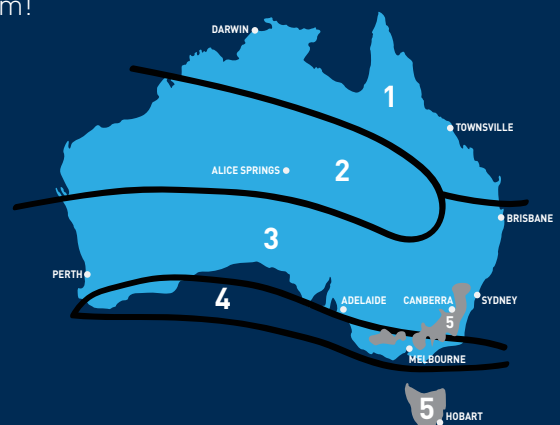 m!
DARWIN
1
TOWNSVILLE
ALICE SPRINGS
2
BRISBANE
3
PERTH
4
ADELAIDE
CANBERRA
SYDNEY
5
MELBOURNE
5
HOBART